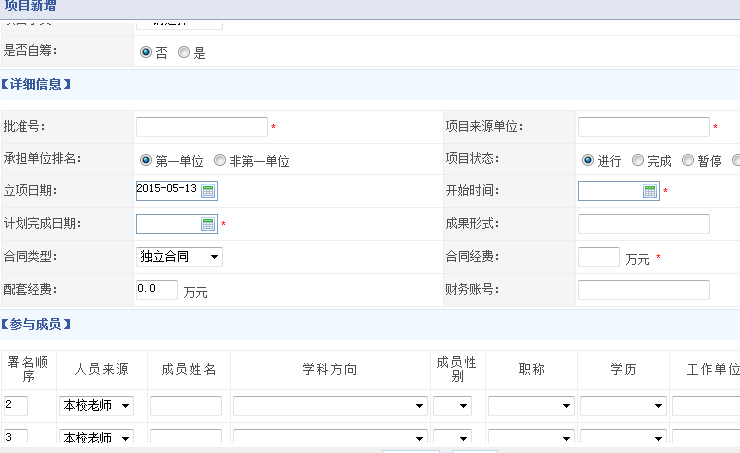 项目新增
是否自筹： 否 是
【详细信息】
批准号： * 项目来源单位： *
承担单位排名： 第一单位 非第一单位 项目状态： 进行 完成 暂停
立项日期： 2015-05-13 开始时间： *
计划完成日期： * 成果形式：
合同类型： 独立合同 合同经费： 万元 *
配套经费： 0.0 万元 财务账号：
【参与成员】
署名顺序 人员来源 成员姓名 学科方向 成员性别 职称 学历 工作单位
2 本校老师
3 本校老师